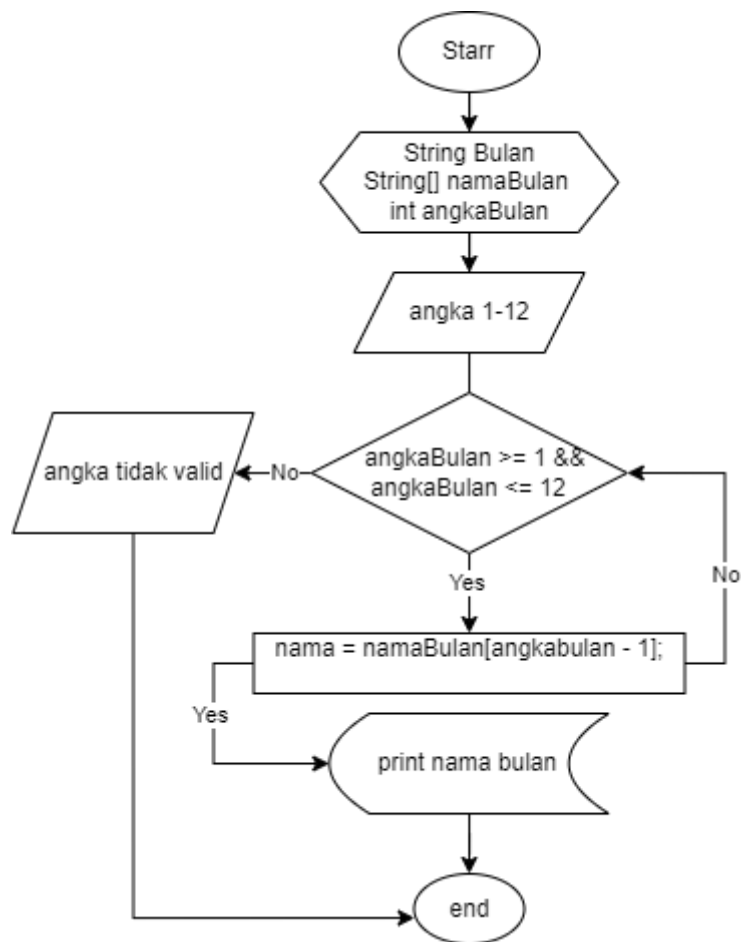 Starr
String Bulan
String[] namaBulan
int angkaBulan
angka 1-12
angkaBulan >= 1 &&
angkaBulan <= 12
No
angka tidak valid
Yes
No
nama = namaBulan[angkabulan - 1];
Yes
print nama bulan
end